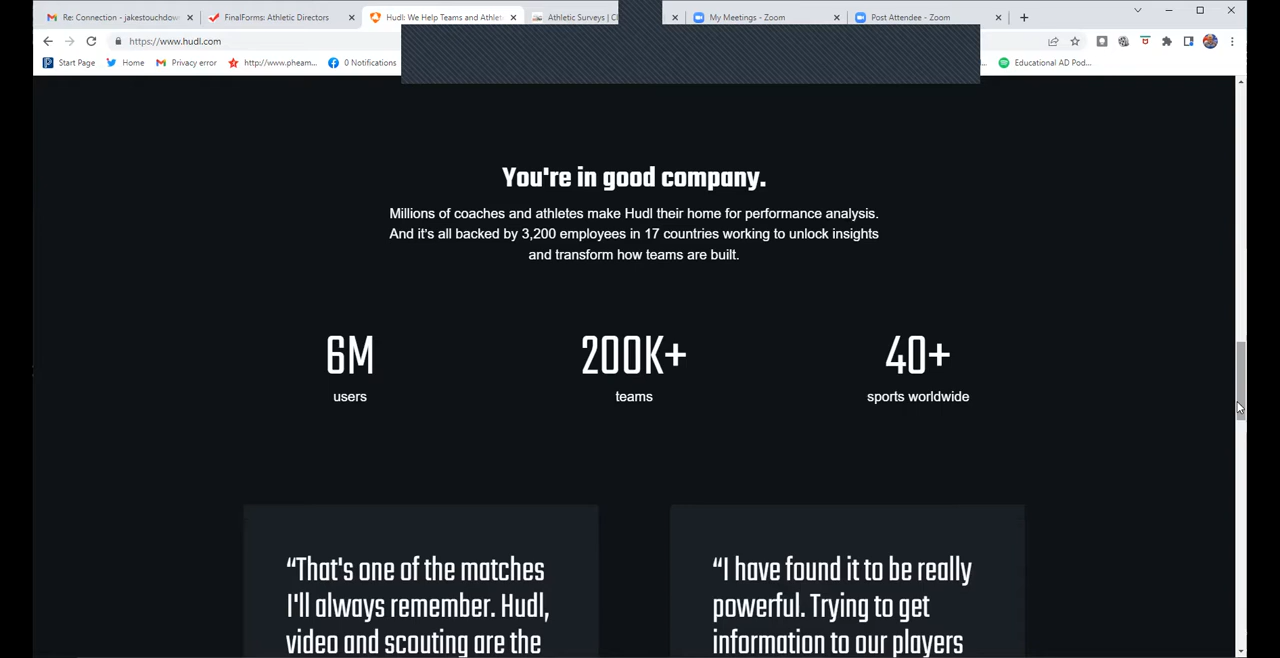 Re: Connection - jakestouchdow
FinalForms: Athletic Directors
Hudl: We Help Teams and Athlet
Athletic Surveys | Cl
My Meetings - Zoom
Post Attendee - Zoom
https://www.hudl.com
Start Page
Home
Privacy error
http://www.pheam...
0 Notifications
Educational AD Pod...
You're in good company.
Millions of coaches and athletes make Hudl their home for performance analysis.
And it's all backed by 3,200 employees in 17 countries working to unlock insights
and transform how teams are built.
6M
200K+
40+
users
teams
sports worldwide
“That's one of the matches
I'll always remember. Hudl,
video and scouting are the
“I have found it to be really
powerful. Trying to get
information to our players